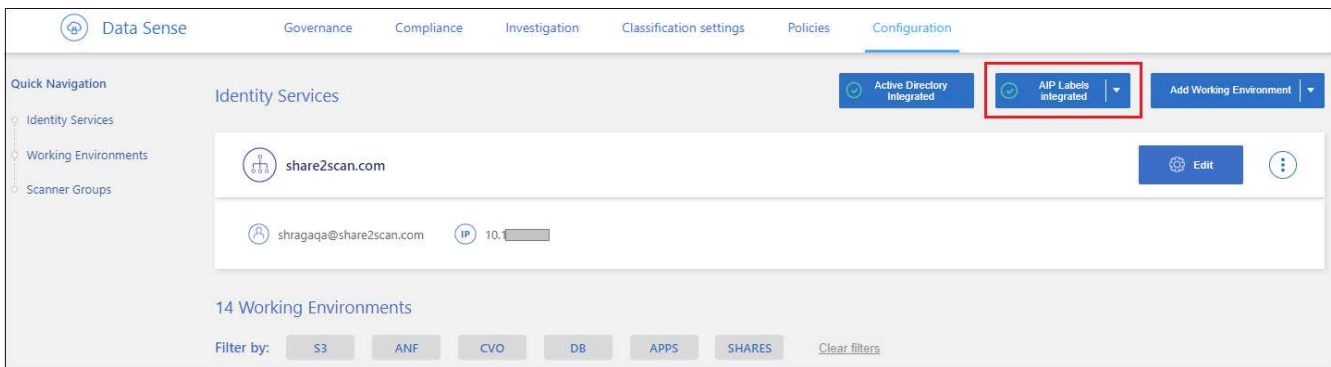 Data Sense
Governance
Compliance
Investigation
Classification settings
Policies
Configuration
Quick Navigation
Identity Services
Working Environments
Scanner Groups
Identity Services
Active Directory
Integrated
AIP Labels
integrated
Add Working Environment
share2scan.com
Edit
shragaqa@share2scan.com
IP
10.1
14 Working Environments
Filter by:
S3
ANF
CVO
DB
APPS
SHARES
Clear filters